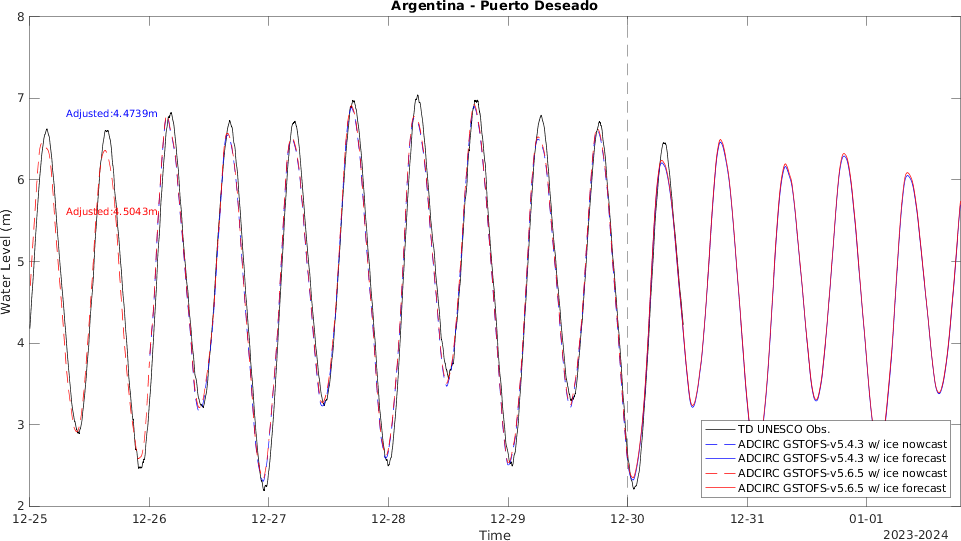 Argentina - Puerto Deseado
8
7
6
5
4
3
2
Water Level (m)
Adjusted:4.4739m
Adjusted:4.5043m
TD UNESCO Obs.
ADCIRC GSTOFS-v5.4.3 w/ ice nowcast
ADCIRC GSTOFS-v5.4.3 w/ ice forecast
ADCIRC GSTOFS-v5.6.5 w/ ice nowcast
ADCIRC GSTOFS-v5.6.5 w/ ice forecast
12-25 12-26 12-27 12-28 12-29 12-30 12-31 01-01
Time
2023-2024